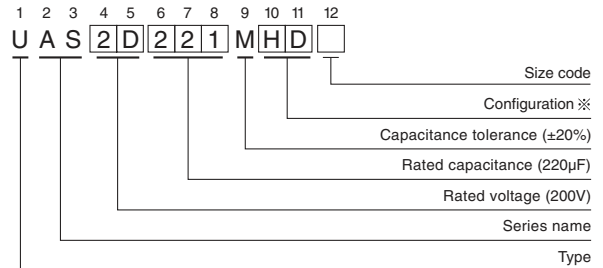 1 2 3 4 5 6 7 8 9 10 11 12
U A S 2 D 2 2 1 M H D
Size code
Configuration ※
Capacitance tolerance (±20%)
Rated capacitance (220µF)
Rated voltage (200V)
Series name
Type